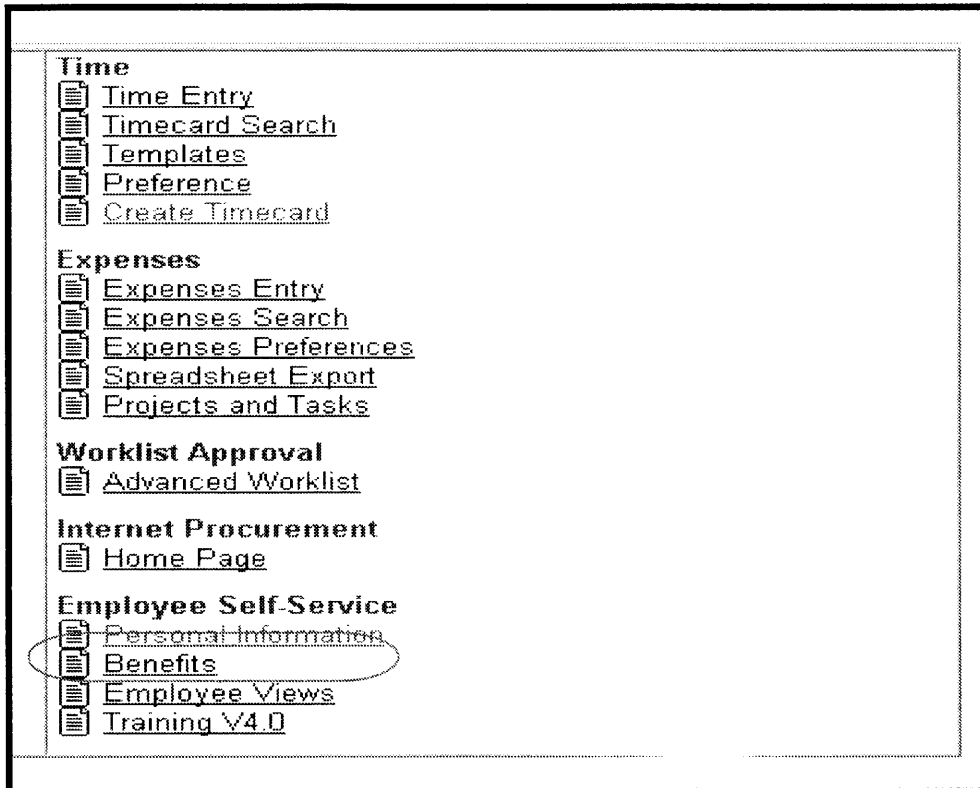 Time
Time Entry
Timecard Search
Templates
Preference
Create Timecard
Expenses
Expenses Entry
Expenses Search
Expenses Preferences
Spreadsheet Export
Projects and Tasks
Worklist Approval
Advanced Worklist
Internet Procurement
Home Page
Employee Self-Service
Personal Information
Benefits
Employee Views
Training V4.0